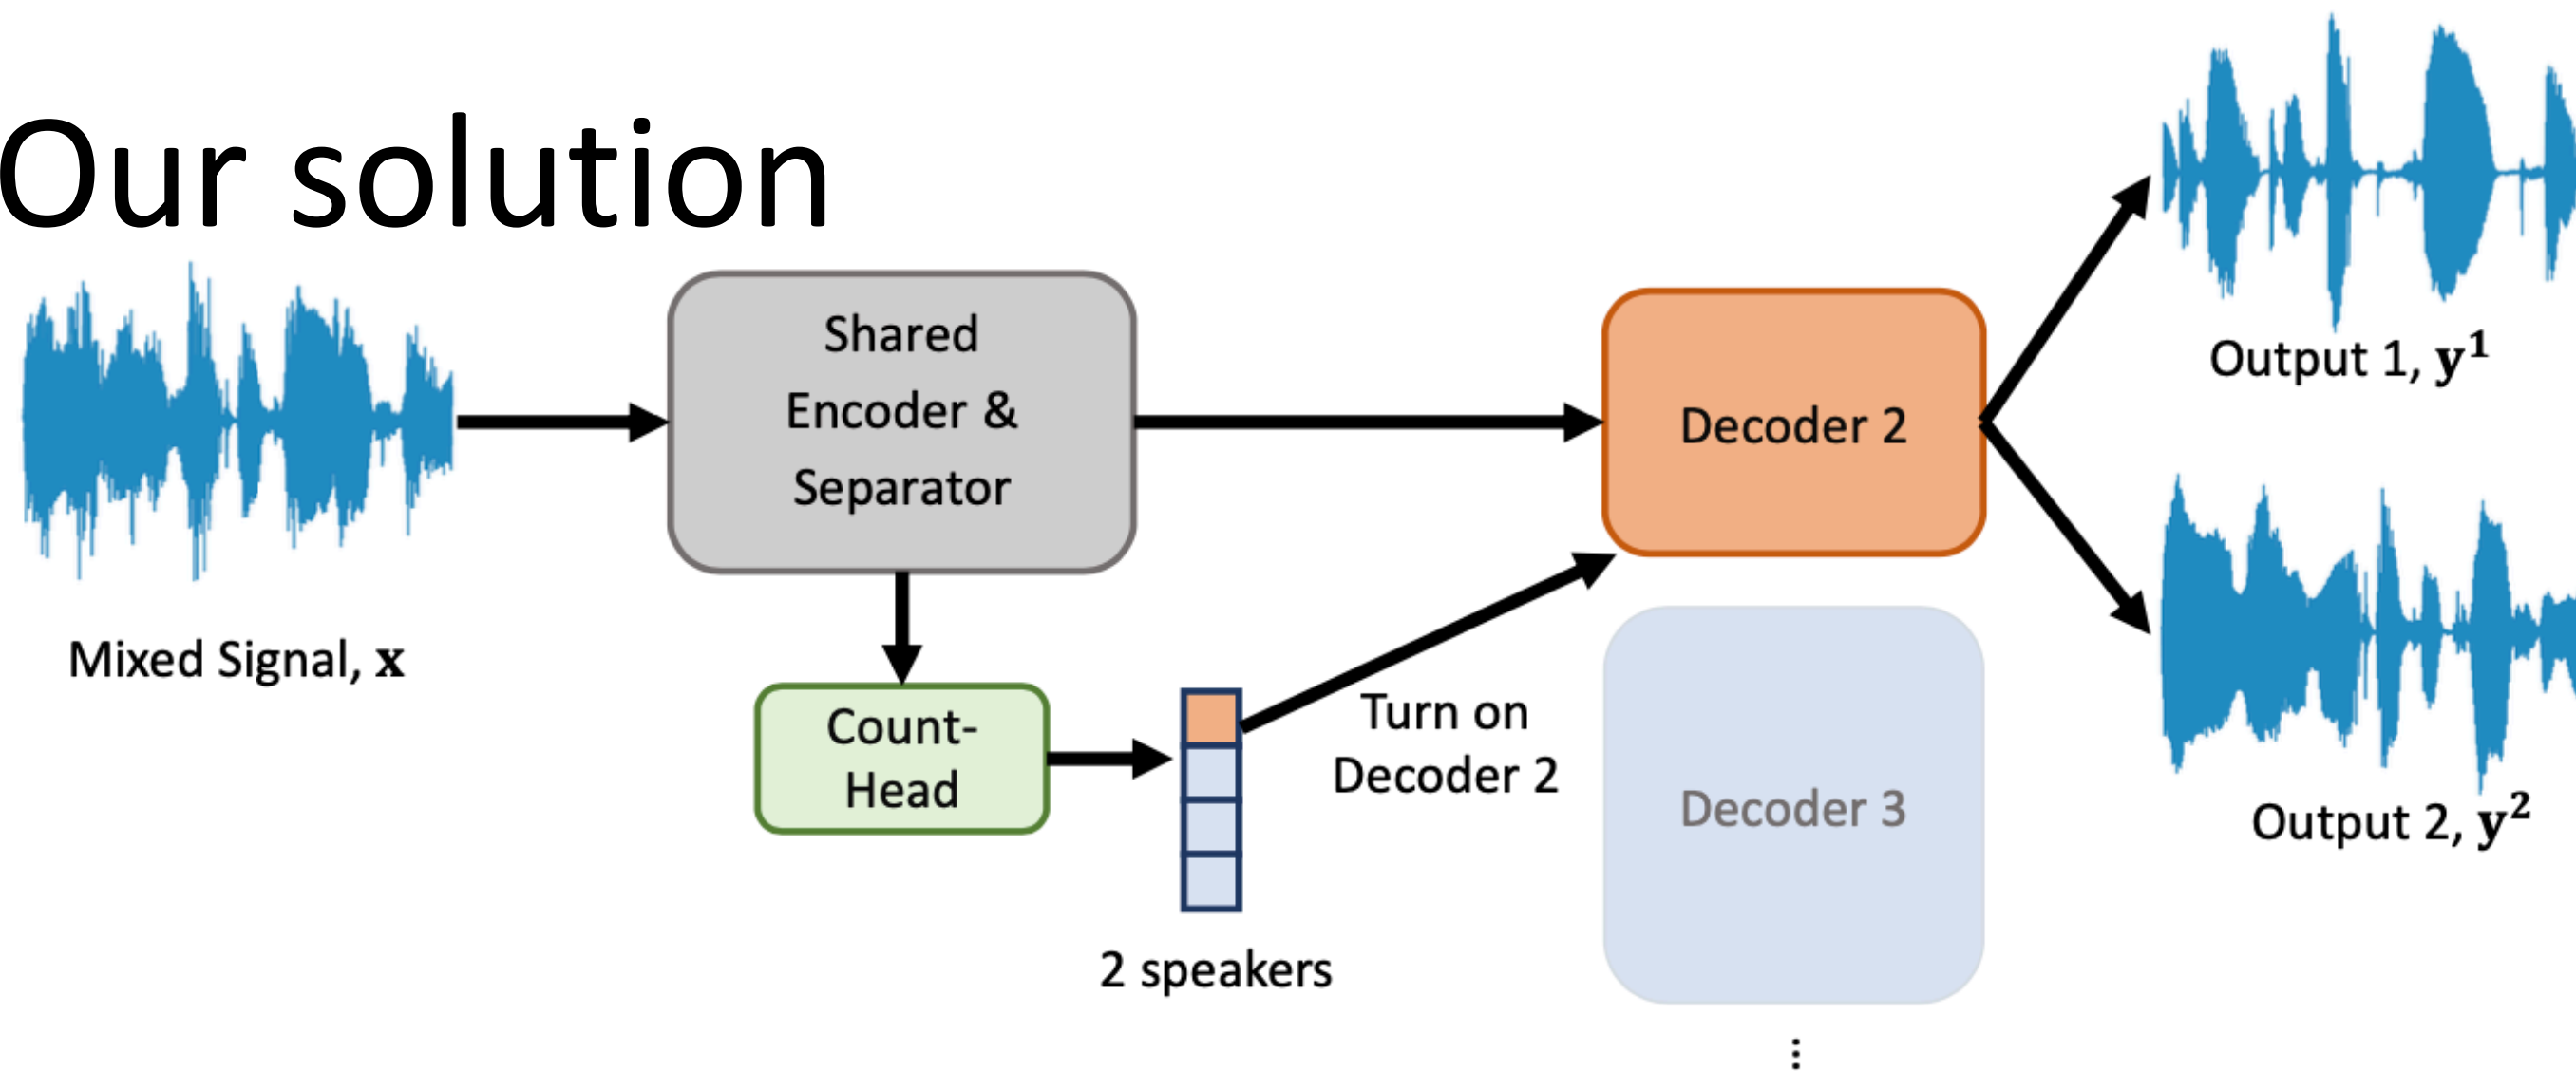 Our solution
Shared
Encoder &
Separator
Decoder 2
Output 1, y¹
Mixed Signal, x
Count-
Head
Turn on
Decoder 2
Decoder 3
Output 2, y²
2 speakers
⋮